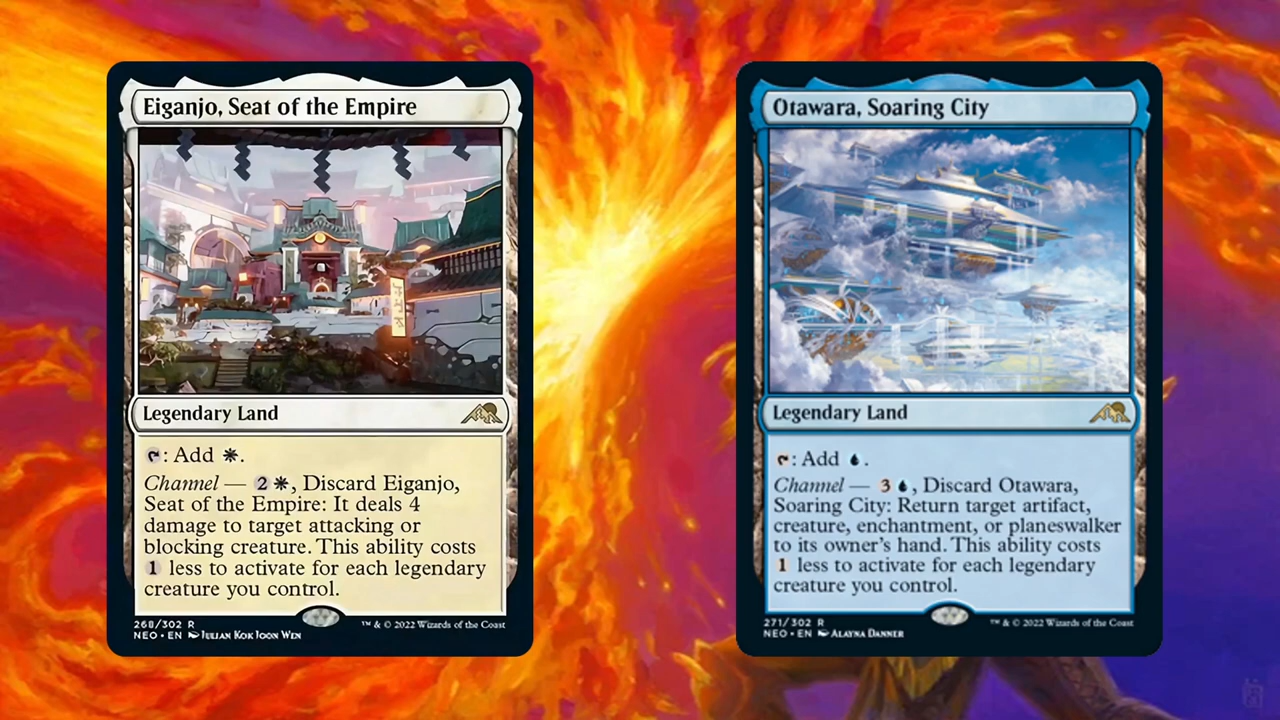 Eiganjo, Seat of the Empire
Legendary Land
: Add .
Channel — 2, Discard Eiganjo,
Seat of the Empire: It deals 4
damage to target attacking or
blocking creature. This ability costs
1 less to activate for each legendary
creature you control.
268/302 R
NEO • EN Julian Kok Joon Wen
™ & © 2022 Wizards of the Coast
Otawara, Soaring City
Legendary Land
: Add .
Channel — 3, Discard Otawara,
Soaring City: Return target artifact,
creature, enchantment, or planeswalker
to its owner's hand. This ability costs
1 less to activate for each legendary
creature you control.
271/302 R
NEO • EN Alayna Danner
™ & © 2022 Wizards of the Coast